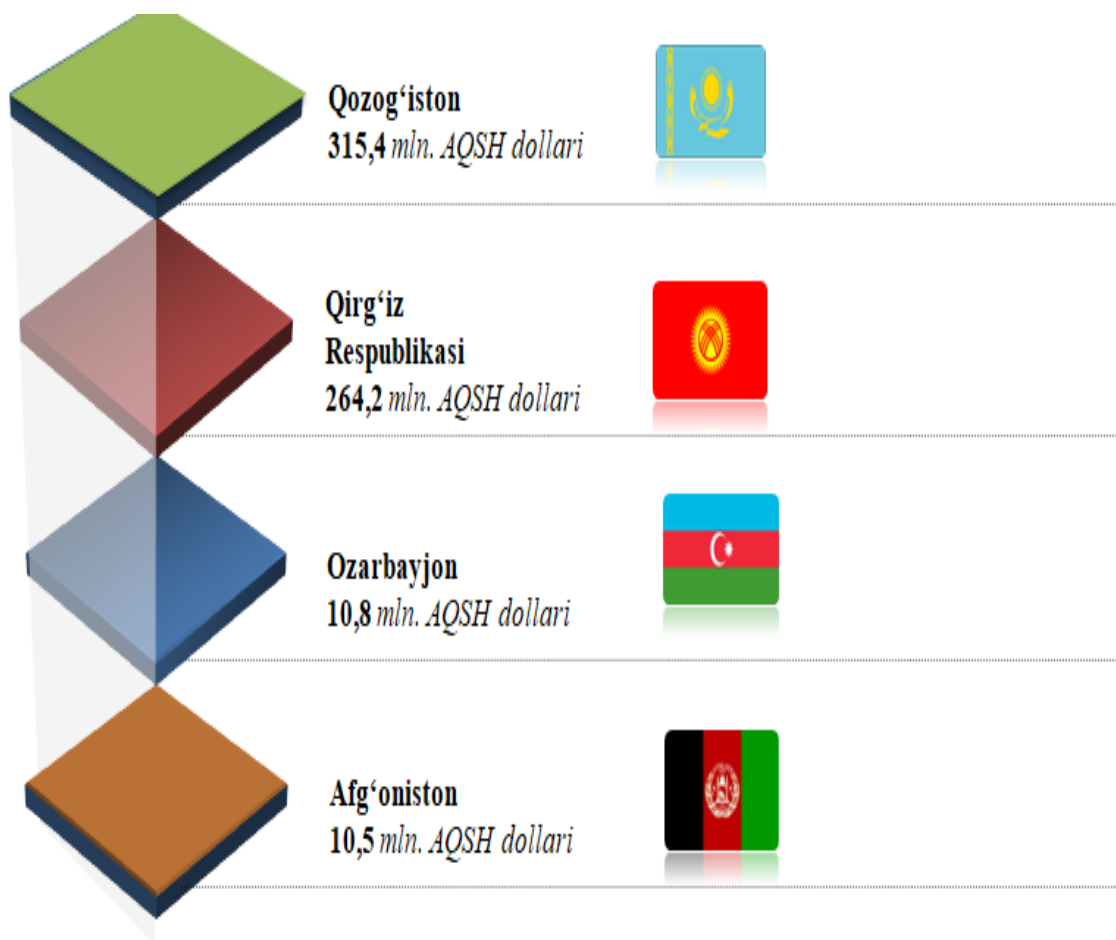 Qozog‘iston
315,4 mln. AQSH dollari
Qirg‘iz
Respublikasi
264,2 mln. AQSH dollari
Ozarbayjon
10,8 mln. AQSH dollari
Afg‘oniston
10,5 mln. AQSH dollari